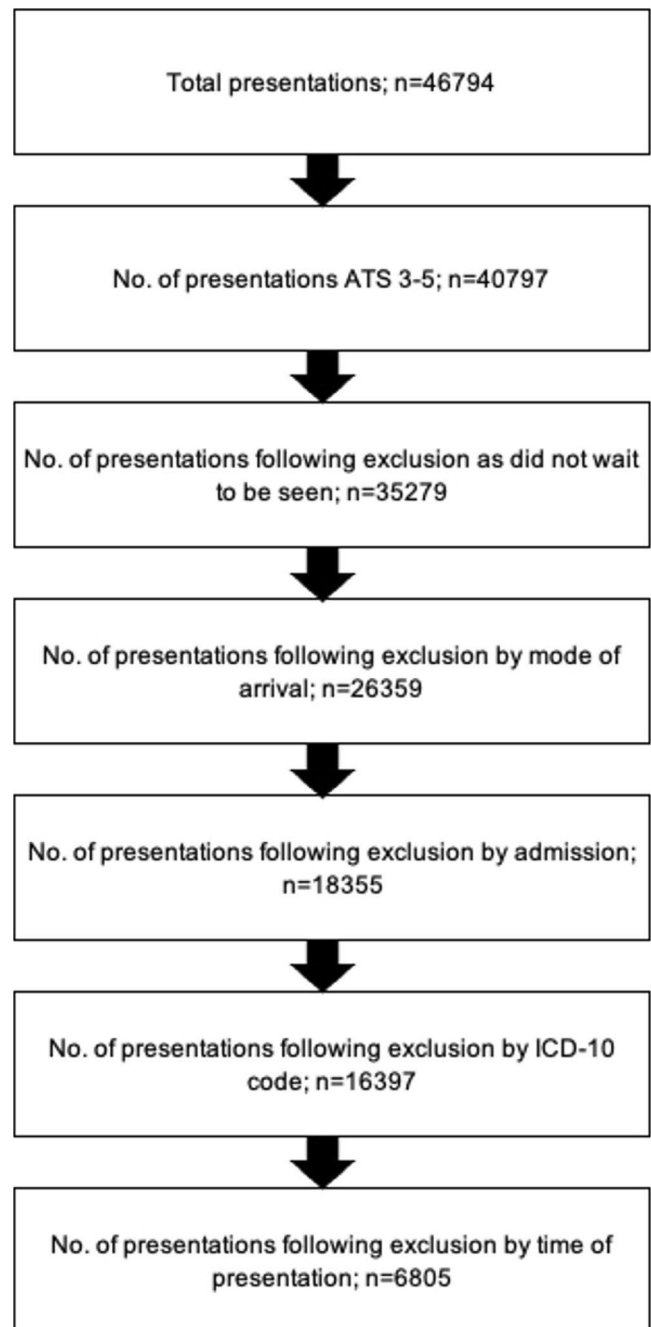 Total presentations; n=46794
No. of presentations ATS 3-5; n=40797
No. of presentations following exclusion as did not wait
to be seen; n=35279
No. of presentations following exclusion by mode of
arrival; n=26359
No. of presentations following exclusion by admission;
n=18355
No. of presentations following exclusion by ICD-10
code; n=16397
No. of presentations following exclusion by time of
presentation; n=6805